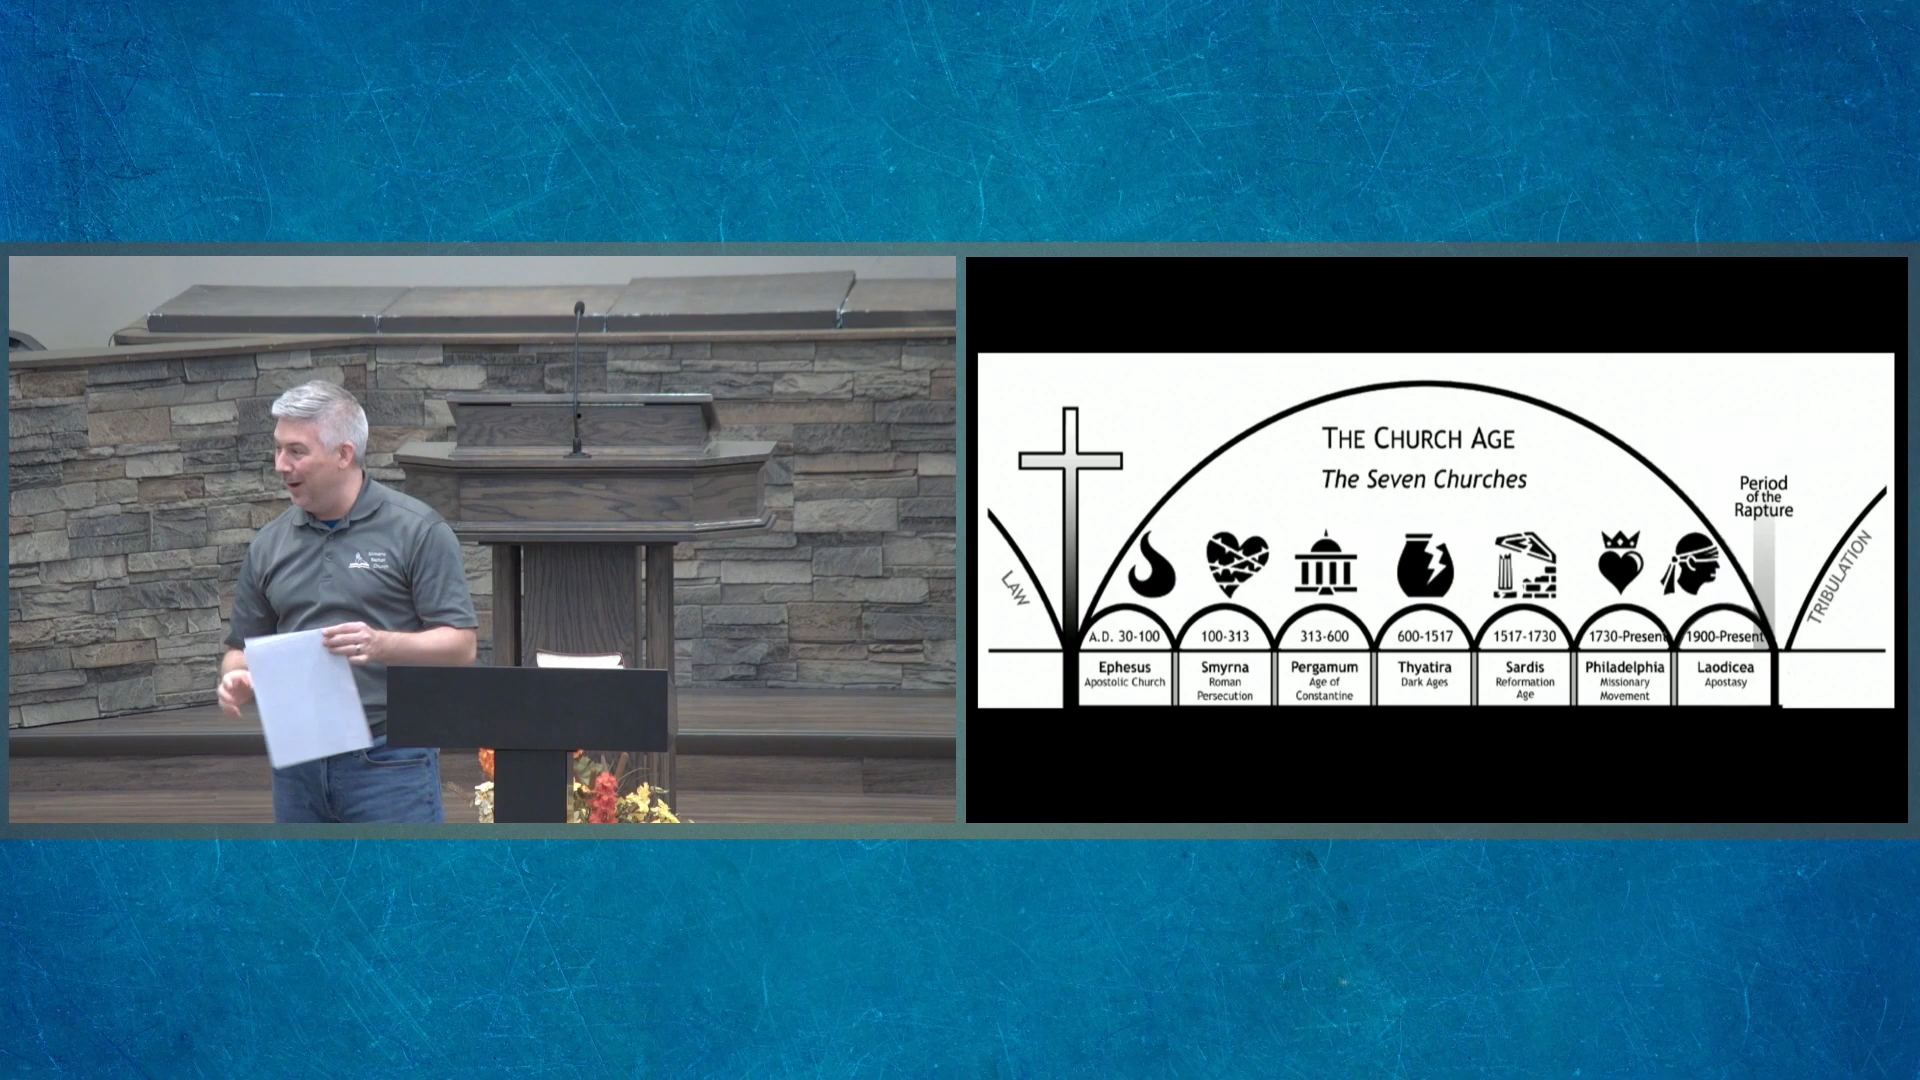 Baptist
Church
THE CHURCH AGE
The Seven Churches
Period
of the
Rapture
LAW
TRIBULATION
A.D. 30-100
100-313
313-600
600-1517
1517-1730
1730-Present
1900-Present
Ephesus
Apostolic Church
Smyrna
Roman
Persecution
Pergamum
Age of
Constantine
Thyatira
Dark Ages
Sardis
Reformation
Age
Philadelphia
Missionary
Movement
Laodicea
Apostasy